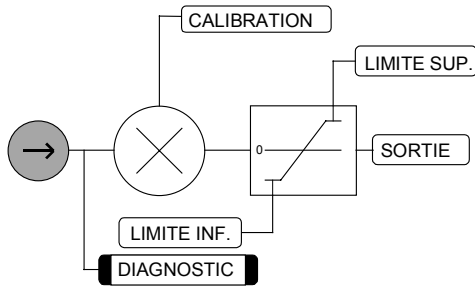 CALIBRATION
LIMITE SUP.
0
SORTIE
LIMITE INF.
DIAGNOSTIC